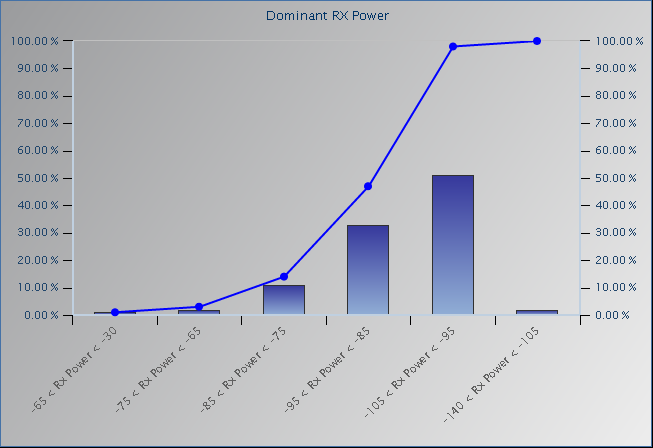 Dominant RX Power
100.00 % 100.00 %
90.00 % 90.00 %
80.00 % 80.00 %
70.00 % 70.00 %
60.00 % 60.00 %
50.00 % 50.00 %
40.00 % 40.00 %
30.00 % 30.00 %
20.00 % 20.00 %
10.00 % 10.00 %
0.00 % 0.00 %
-65 < Rx Power < -30
-75 < Rx Power < -65
-85 < Rx Power < -75
-95 < Rx Power < -85
-105 < Rx Power < -95
-140 < Rx Power < -105